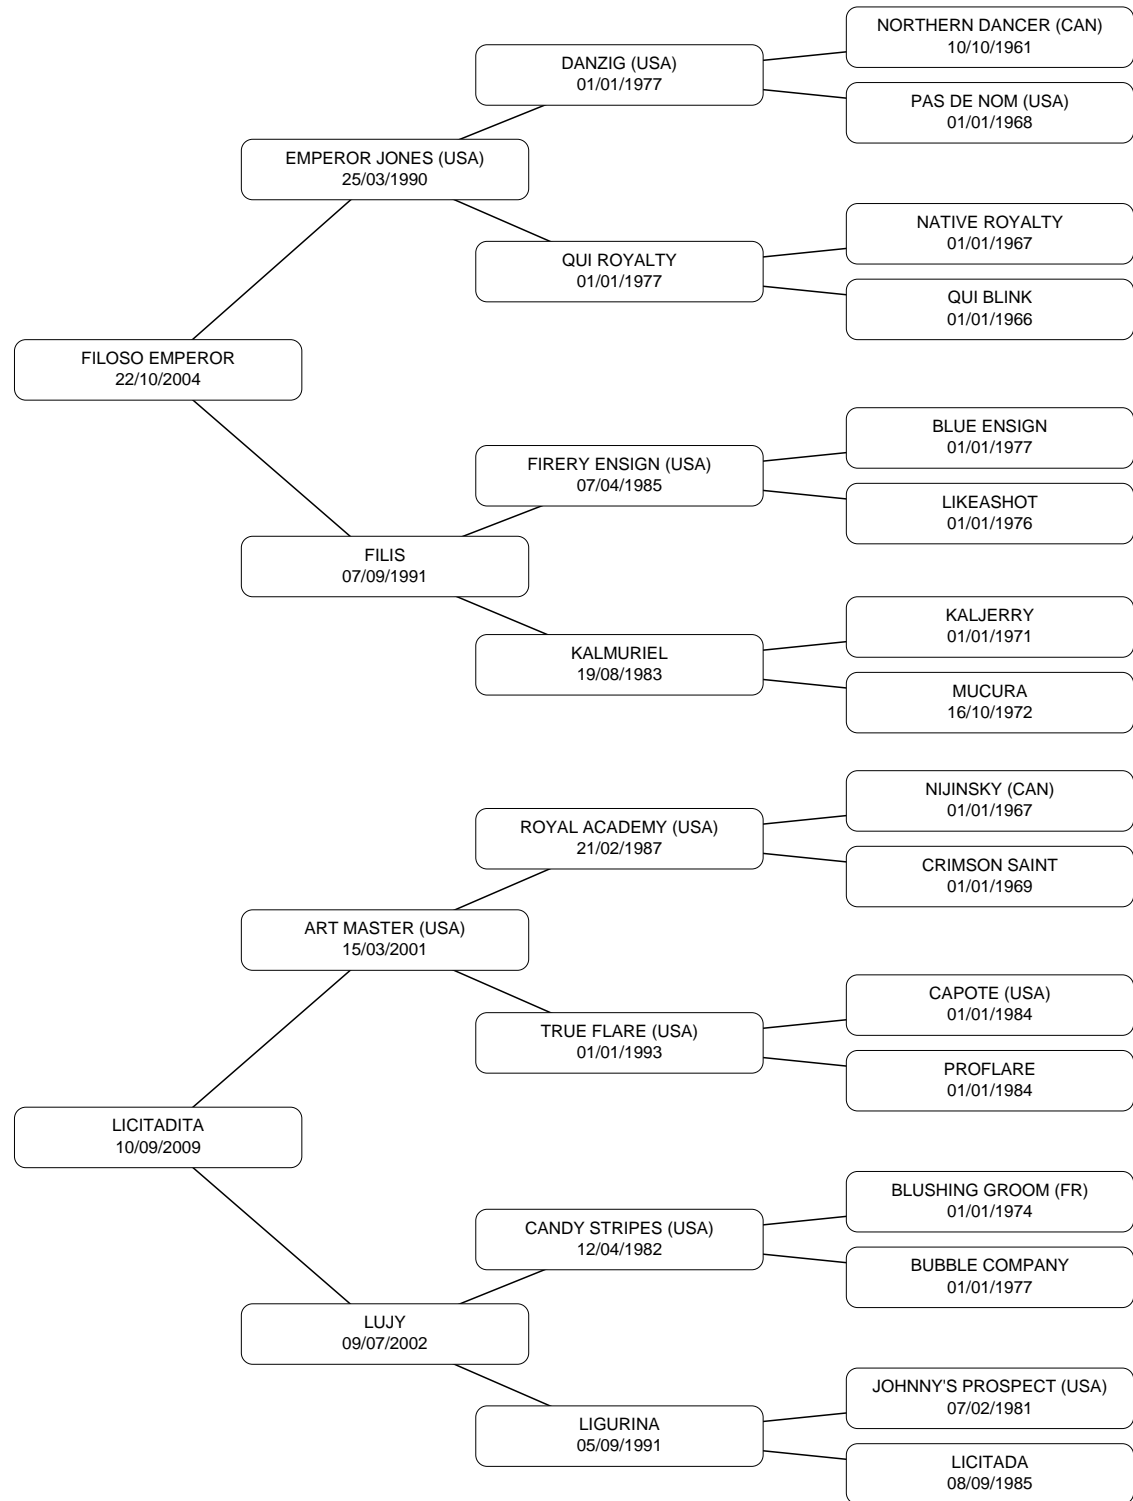 NORTHERN DANCER (CAN)
10/10/1961
DANZIG (USA)
01/01/1977
PAS DE NOM (USA)
01/01/1968
EMPEROR JONES (USA)
25/03/1990
NATIVE ROYALTY
01/01/1967
QUI ROYALTY
01/01/1977
QUI BLINK
01/01/1966
FILOSO EMPEROR
22/10/2004
BLUE ENSIGN
01/01/1977
FIRERY ENSIGN (USA)
07/04/1985
LIKEASHOT
01/01/1976
FILIS
07/09/1991
KALJERRY
01/01/1971
KALMURIEL
19/08/1983
MUCURA
16/10/1972
NIJINSKY (CAN)
01/01/1967
ROYAL ACADEMY (USA)
21/02/1987
CRIMSON SAINT
01/01/1969
ART MASTER (USA)
15/03/2001
CAPOTE (USA)
01/01/1984
TRUE FLARE (USA)
01/01/1993
PROFLARE
01/01/1984
LICITADITA
10/09/2009
BLUSHING GROOM (FR)
01/01/1974
CANDY STRIPES (USA)
12/04/1982
BUBBLE COMPANY
01/01/1977
LUJY
09/07/2002
JOHNNY'S PROSPECT (USA)
07/02/1981
LIGURINA
05/09/1991
LICITADA
08/09/1985